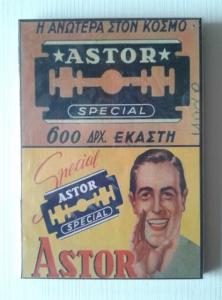 Η ΑΝΩΤΕΡΑ ΣΤΟΝ ΚΟΣΜΟ
★ASTOR★
SPECIAL
600 ΔΡΧ. ΕΚΑΣΤΗ
Special
ASTOR
SPECIAL
ASTOR